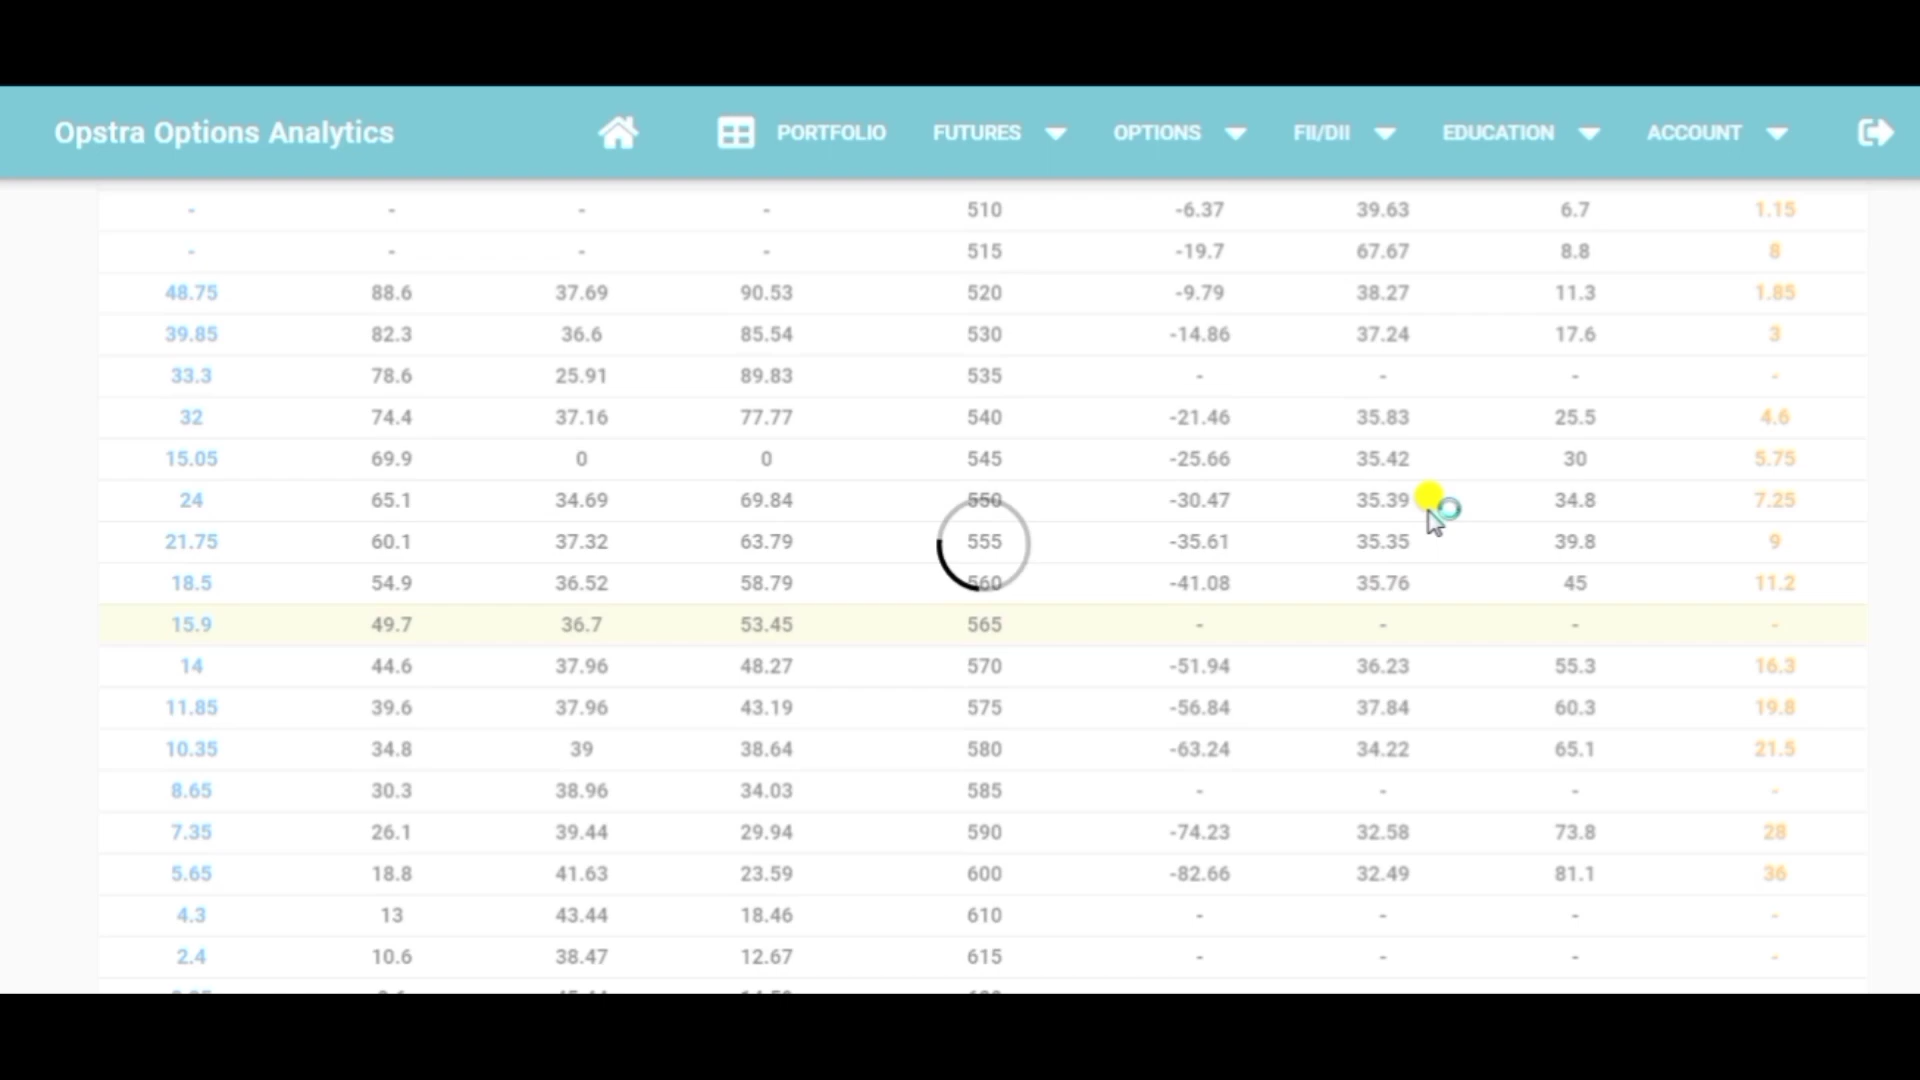 Opstra Options Analytics PORTFOLIO FUTURES OPTIONS FII/DII EDUCATION ACCOUNT
- - - - 510 -6.37 39.63 6.7 1.15
- - - - 515 -19.7 67.67 8.8 8
48.75 88.6 37.69 90.53 520 -9.79 38.27 11.3 1.85
39.85 82.3 36.6 85.54 530 -14.86 37.24 17.6 3
33.3 78.6 25.91 89.83 535 - - - -
32 74.4 37.16 77.77 540 -21.46 35.83 25.5 4.6
15.05 69.9 0 0 545 -25.66 35.42 30 5.75
24 65.1 34.69 69.84 550 -30.47 35.39 34.8 7.25
21.75 60.1 37.32 63.79 555 -35.61 35.35 39.8 9
18.5 54.9 36.52 58.79 560 -41.08 35.76 45 11.2
15.9 49.7 36.7 53.45 565 - - - -
14 44.6 37.96 48.27 570 -51.94 36.23 55.3 16.3
11.85 39.6 37.96 43.19 575 -56.84 37.84 60.3 19.8
10.35 34.8 39 38.64 580 -63.24 34.22 65.1 21.5
8.65 30.3 38.96 34.03 585 - - - -
7.35 26.1 39.44 29.94 590 -74.23 32.58 73.8 28
5.65 18.8 41.63 23.59 600 -82.66 32.49 81.1 36
4.3 13 43.44 18.46 610 - - - -
2.4 10.6 38.47 12.67 615 - - - -